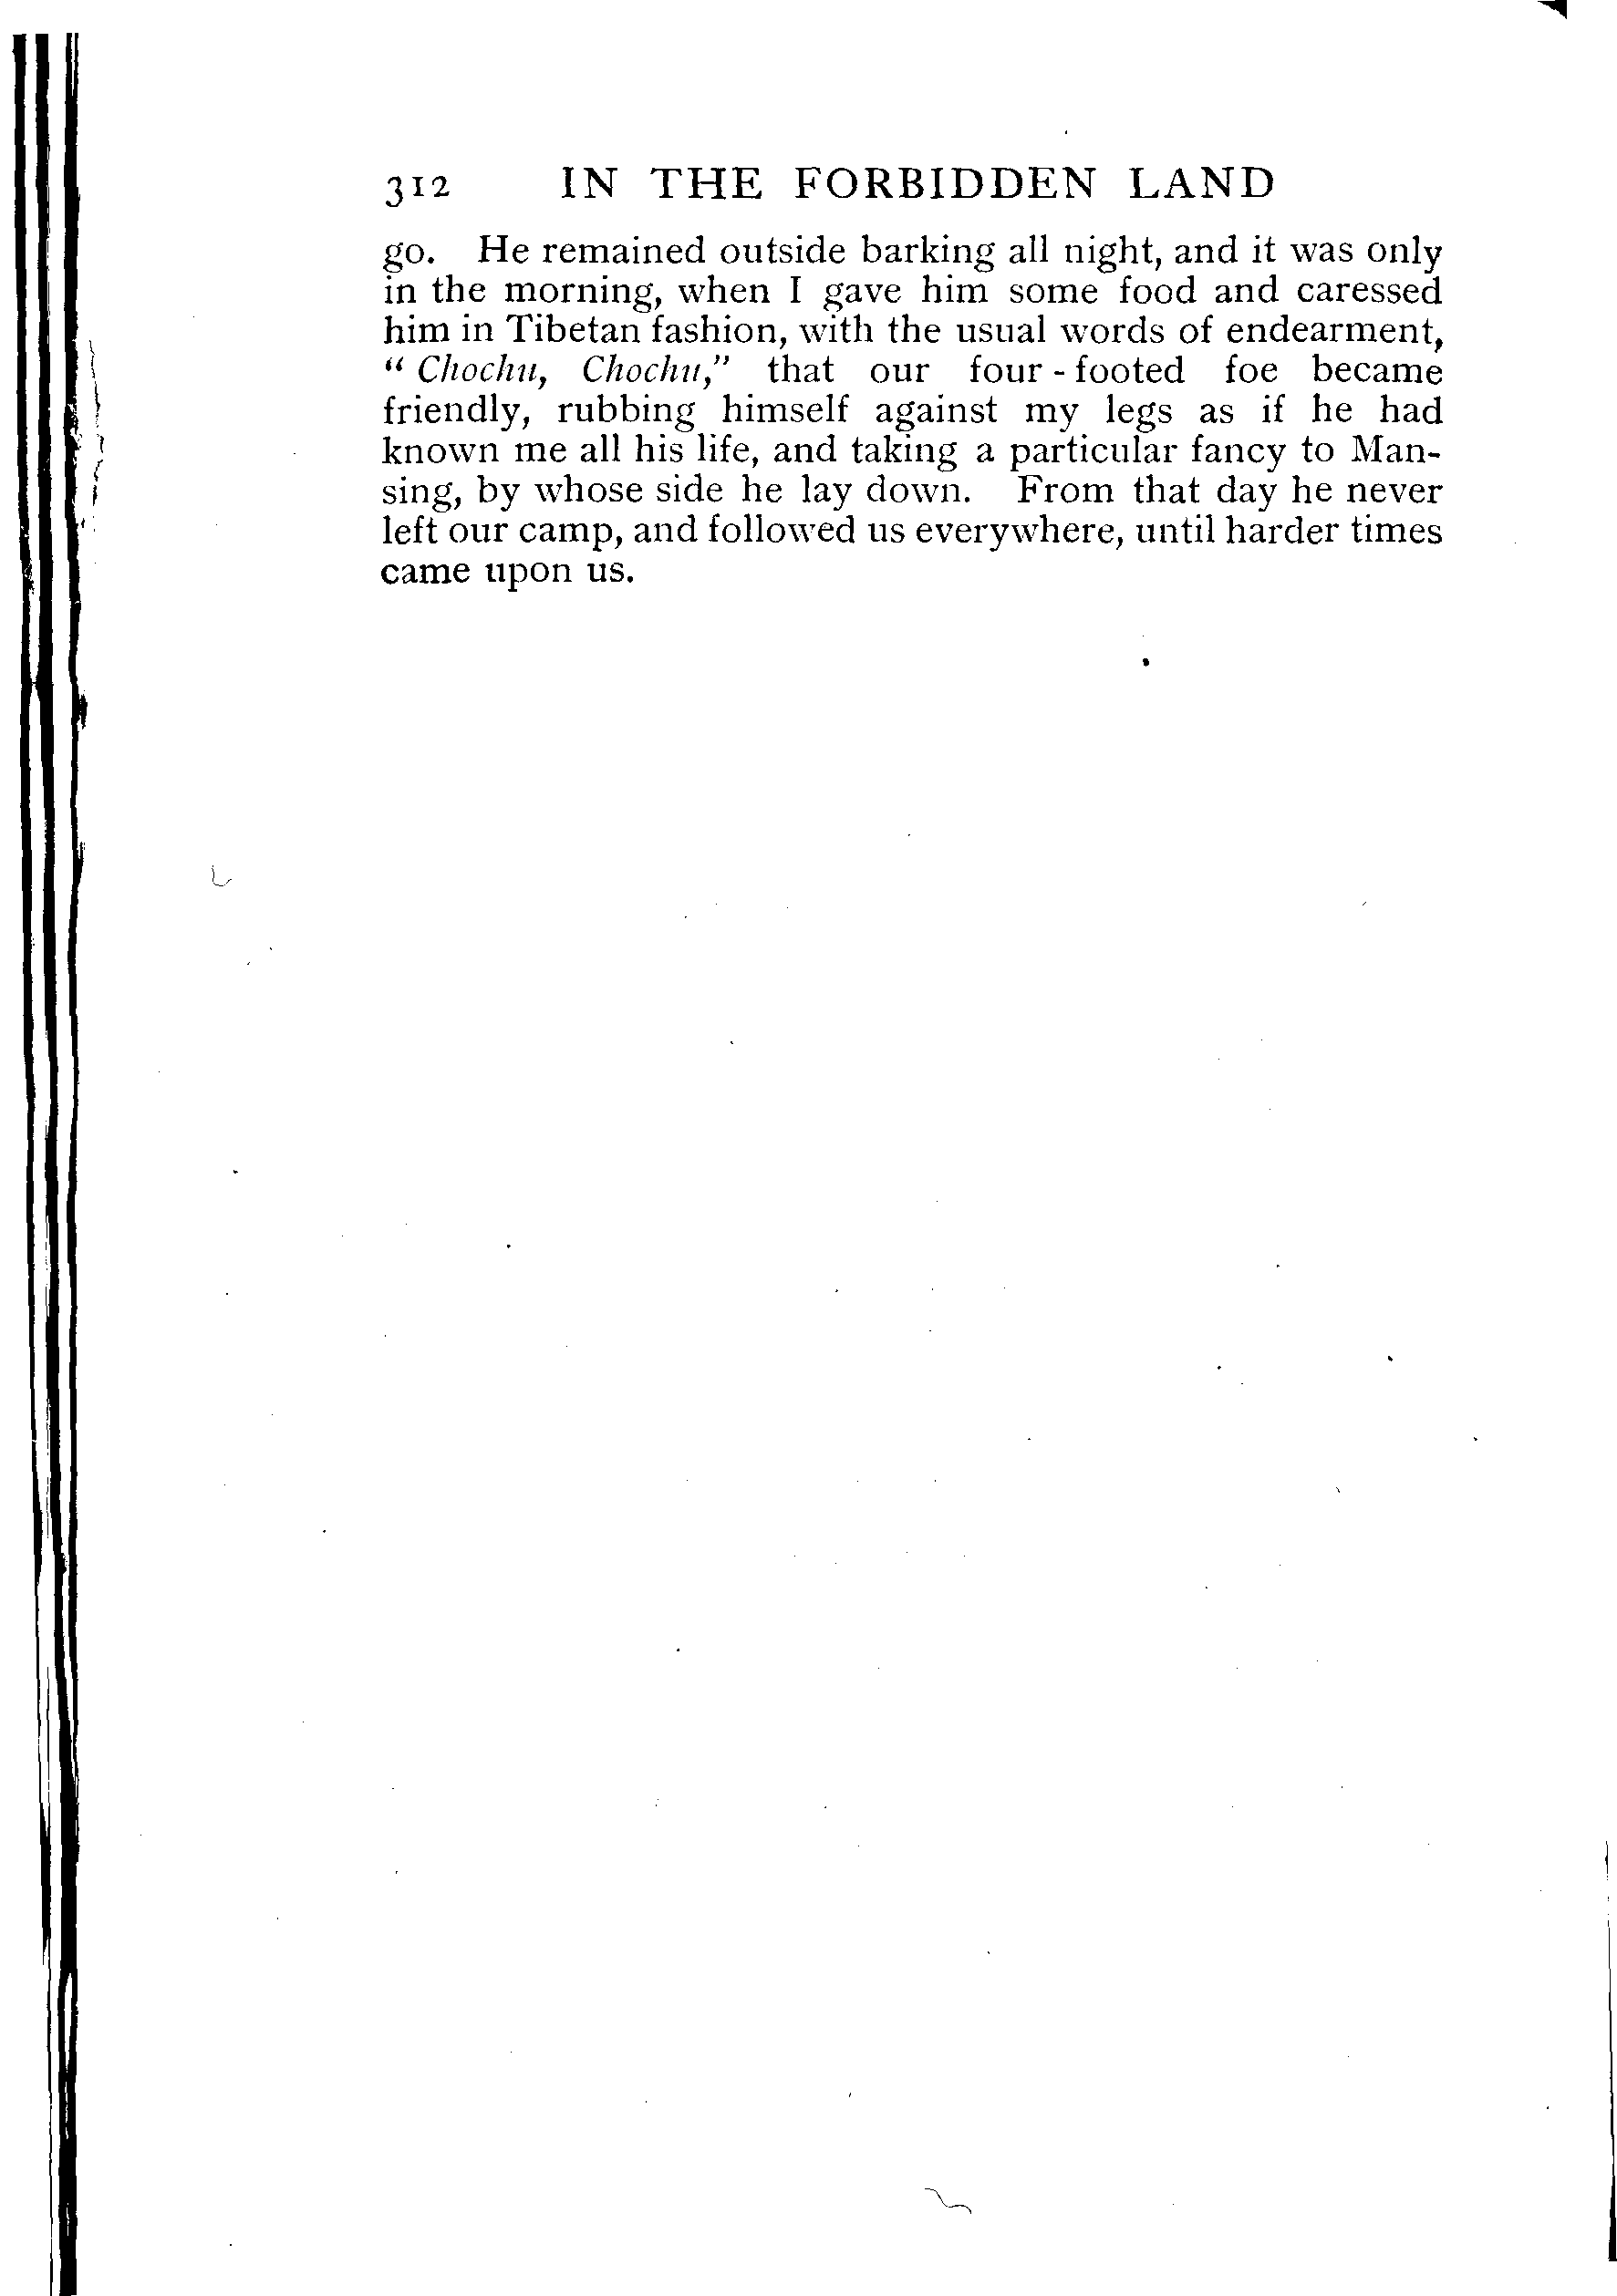 312 IN THE FORBIDDEN LAND
go. He remained outside barking all night, and it was only
in the morning, when I gave him some food and caressed
him in Tibetan fashion, with the usual words of endearment,
“ Chochu, Chochu,” that our four-footed foe became
friendly, rubbing himself against my legs as if he had
known me all his life, and taking a particular fancy to Man-
sing, by whose side he lay down. From that day he never
left our camp, and followed us everywhere, until harder times
came upon us.